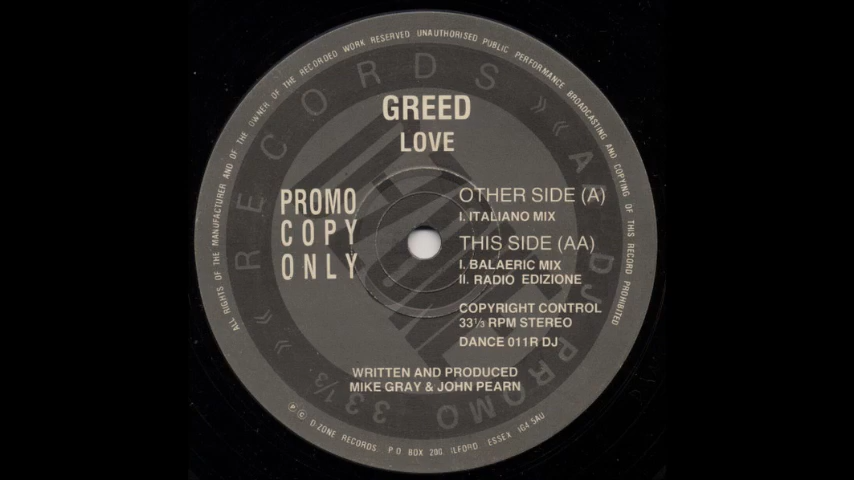 ALL RIGHTS OF THE MANUFACTURER AND OF THE OWNER OF THE RECORDED WORK RESERVED UNAUTHORISED PUBLIC PERFORMANCE BROADCASTING AND COPYING OF THIS RECORD PROHIBITED
RECORDS
GREED
LOVE
PROMO
COPY
ONLY
OTHER SIDE (A)
I. ITALIANO MIX
THIS SIDE (AA)
I. BALAERIC MIX
II. RADIO EDIZIONE
COPYRIGHT CONTROL
33⅓ RPM STEREO
DANCE 011R DJ
WRITTEN AND PRODUCED
MIKE GRAY & JOHN PEARN
AA DJ PROMO
33 1/3
Ⓟ © D ZONE RECORDS. P O BOX 290 ILFORD ESSEX IG4 5AU